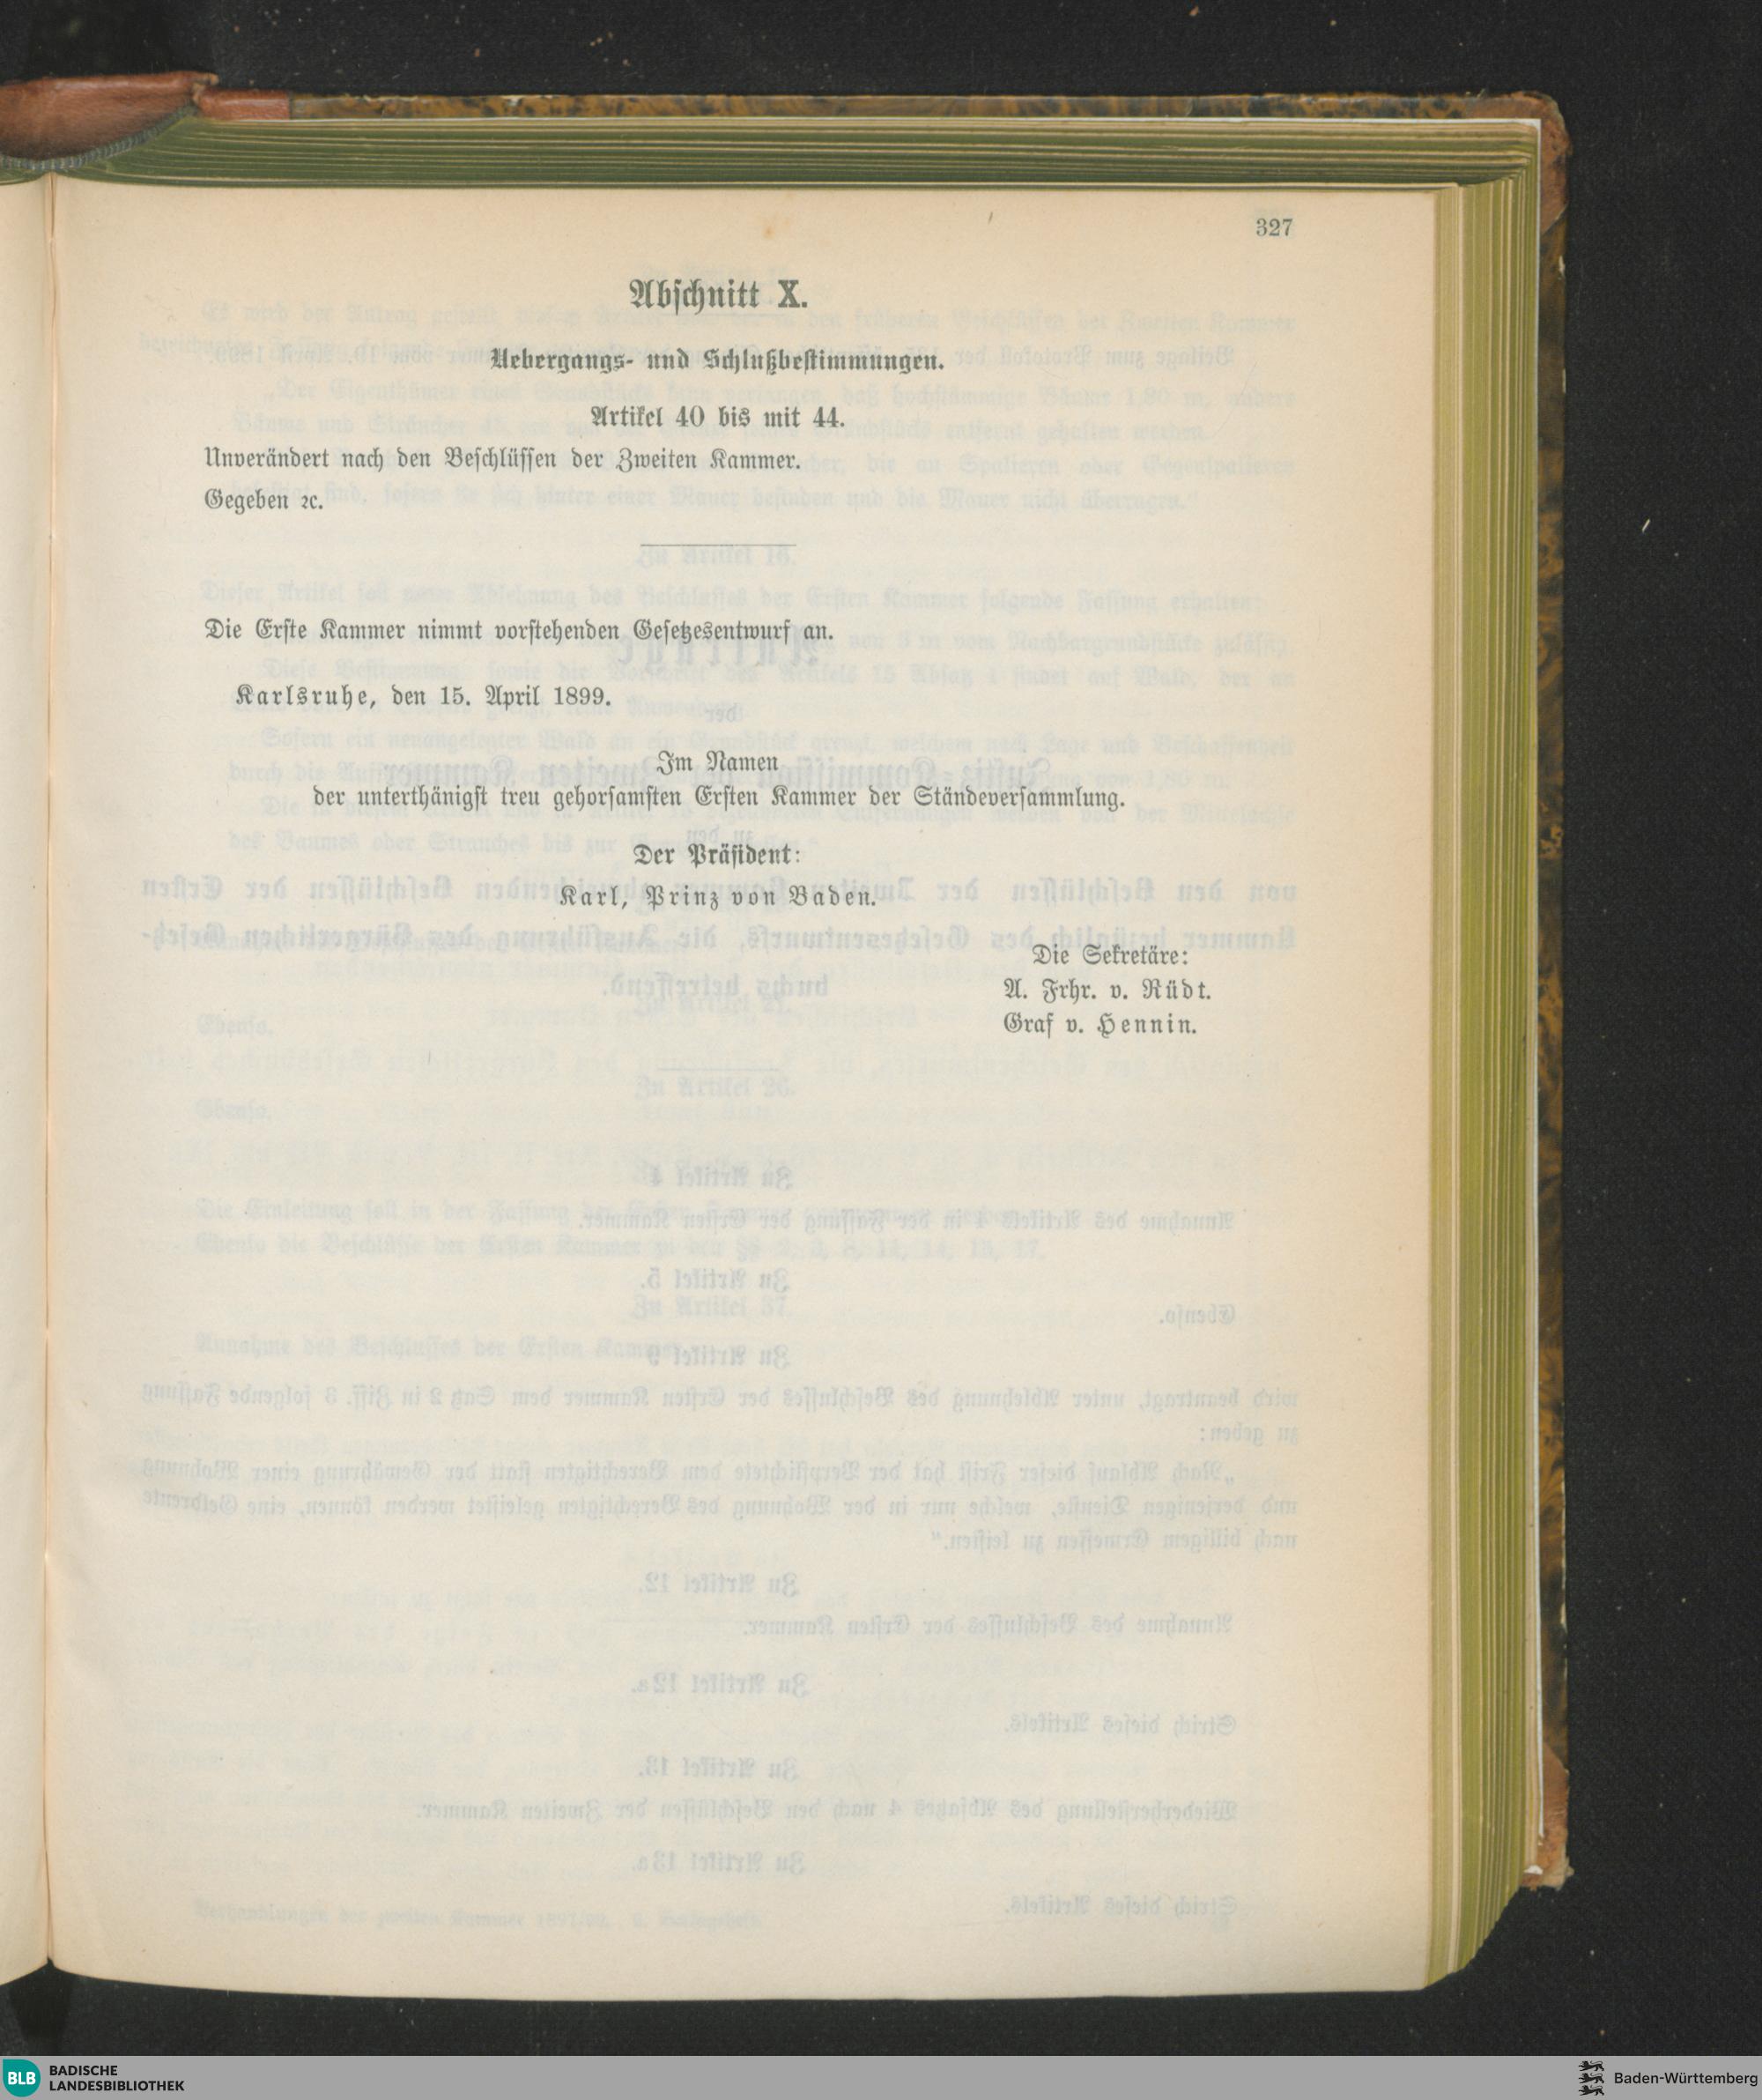 327
Abschnitt X.
Uebergangs- und Schlußbestimmungen.
Artikel 40 bis mit 44.
Unverändert nach den Beschlüssen der Zweiten Kammer.
Gegeben ꝛc.
Die Erste Kammer nimmt vorstehenden Gesetzesentwurf an.
Karlsruhe, den 15. April 1899.
Im Namen
der unterthänigst treu gehorsamsten Ersten Kammer der Ständeversammlung.
Der Präsident:
Karl, Prinz von Baden.
Die Sekretäre:
A. Frhr. v. Rüdt.
Graf v. Hennin.
BLB BADISCHE
LANDESBIBLIOTHEK
Baden-Württemberg